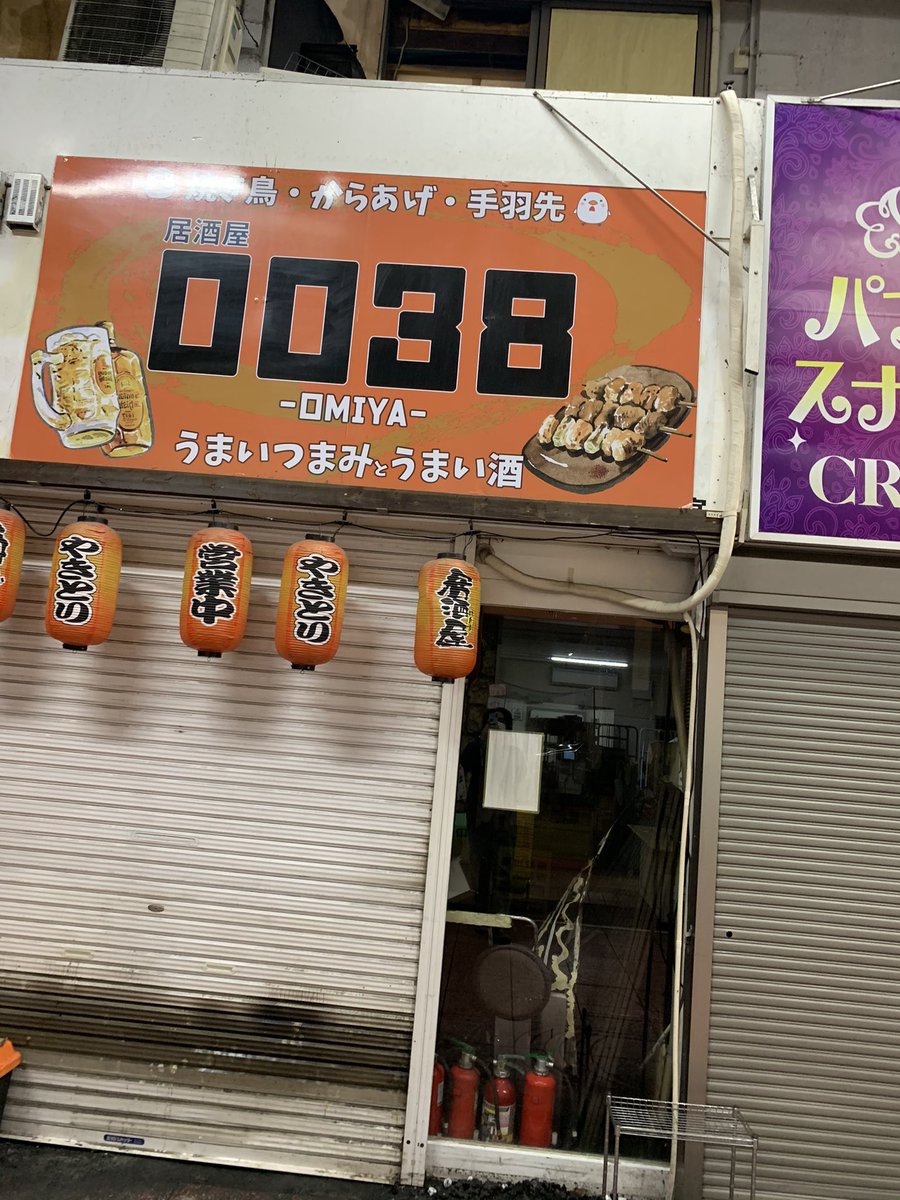 鳥・からあげ・手羽先
居酒屋
0038
-OMIYA-
うまいつまみとうまい酒
やきとり
営業中
やきとり
居酒屋
パブ
スナ
CR